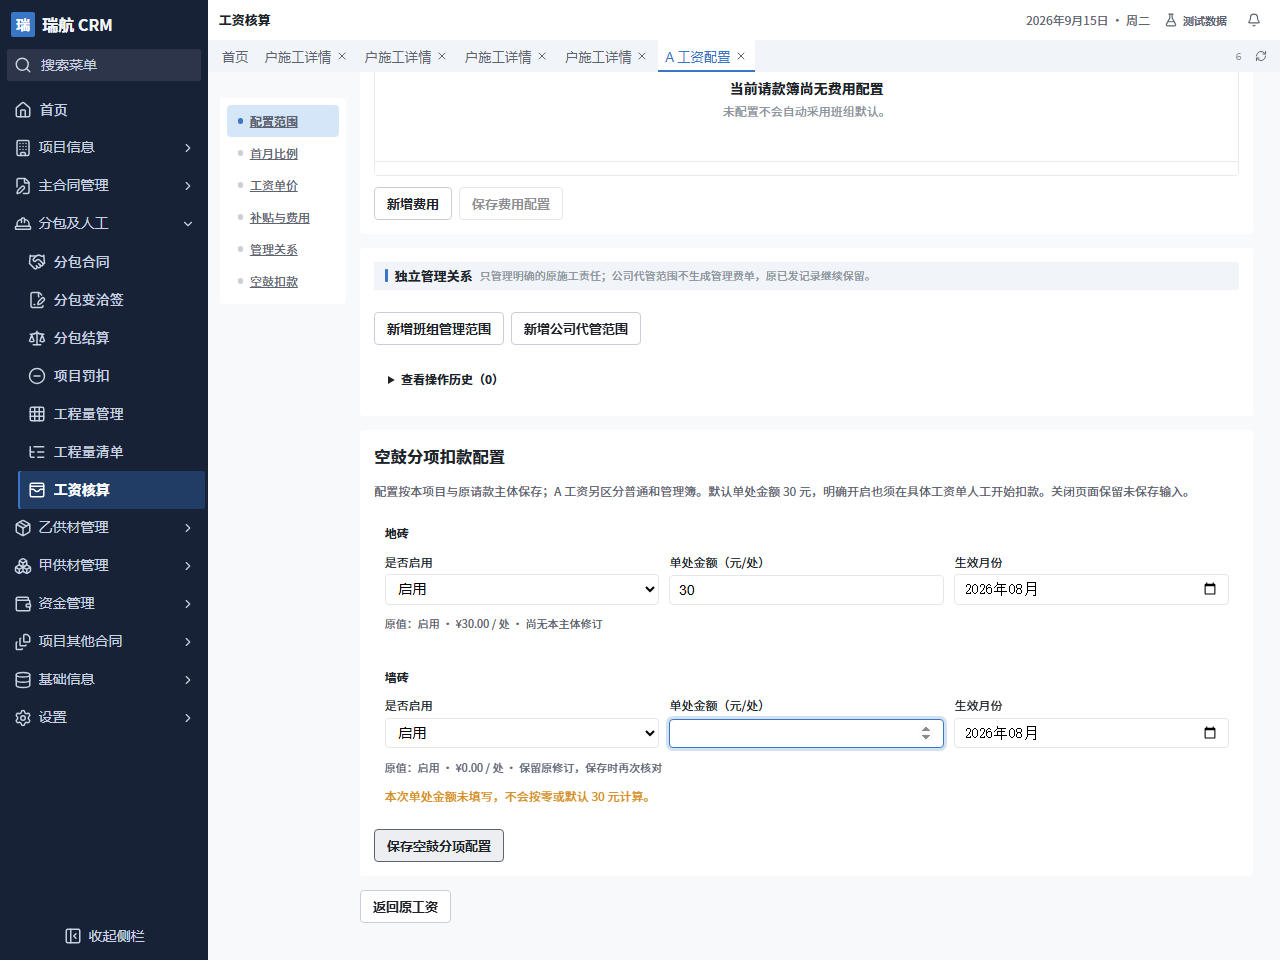 瑞 瑞航 CRM
搜索菜单
首页
项目信息
主合同管理
分包及人工
分包合同
分包变洽签
分包结算
项目罚扣
工程量管理
工程量清单
工资核算
乙供材管理
甲供材管理
资金管理
项目其他合同
基础信息
设置
收起侧栏
工资核算
2026年9月15日 · 周二 测试数据
首页 户施工详情 户施工详情 户施工详情 户施工详情 A 工资配置 6
配置范围
首月比例
工资单价
补贴与费用
管理关系
空鼓扣款
当前请款簿尚无费用配置
未配置不会自动采用班组默认。
新增费用 保存费用配置
独立管理关系 只管理明确的原施工责任；公司代管范围不生成管理费单，原已发记录继续保留。
新增班组管理范围 新增公司代管范围
查看操作历史（0）
空鼓分项扣款配置
配置按本项目与原请款主体保存；A 工资另区分普通和管理簿。默认单处金额 30 元，明确开启也须在具体工资单人工开始扣款。关闭页面保留未保存输入。
地砖
是否启用 单处金额（元/处） 生效月份
启用 30 2026年08月
原值：启用 · ¥30.00 / 处 · 尚无本主体修订
墙砖
是否启用 单处金额（元/处） 生效月份
启用 2026年08月
原值：启用 · ¥0.00 / 处 · 保留原修订，保存时再次核对
本次单处金额未填写，不会按零或默认 30 元计算。
保存空鼓分项配置
返回原工资